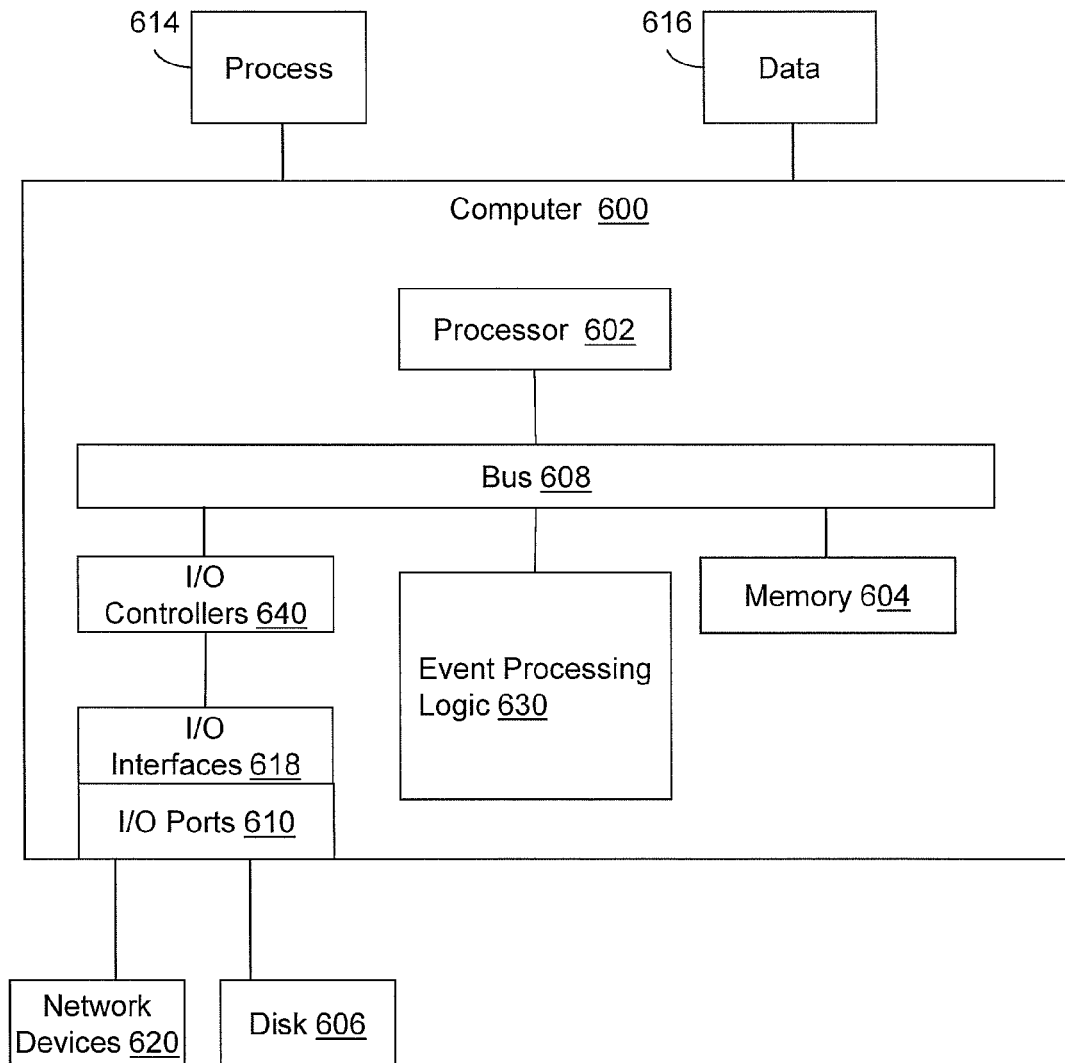 614
Process
616
Data
Computer 600
Processor 602
Bus 608
I/O
Controllers 640
Memory 604
Event Processing
Logic 630
I/O
Interfaces 618
I/O Ports 610
Network
Devices 620
Disk 606